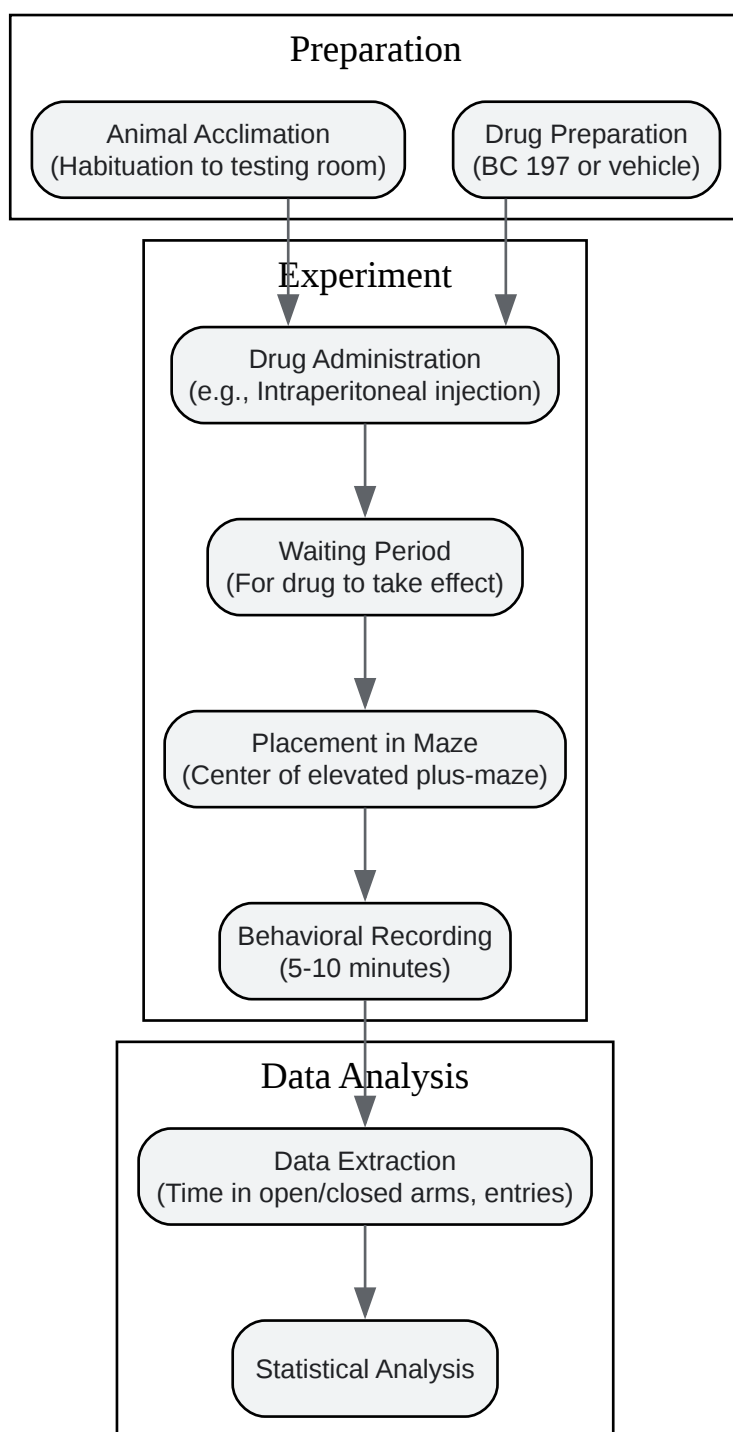 Preparation
Animal Acclimation
(Habituation to testing room)
Drug Preparation
(BC 197 or vehicle)
Experiment
Drug Administration
(e.g., Intraperitoneal injection)
Waiting Period
(For drug to take effect)
Placement in Maze
(Center of elevated plus-maze)
Behavioral Recording
(5-10 minutes)
Data Analysis
Data Extraction
(Time in open/closed arms, entries)
Statistical Analysis